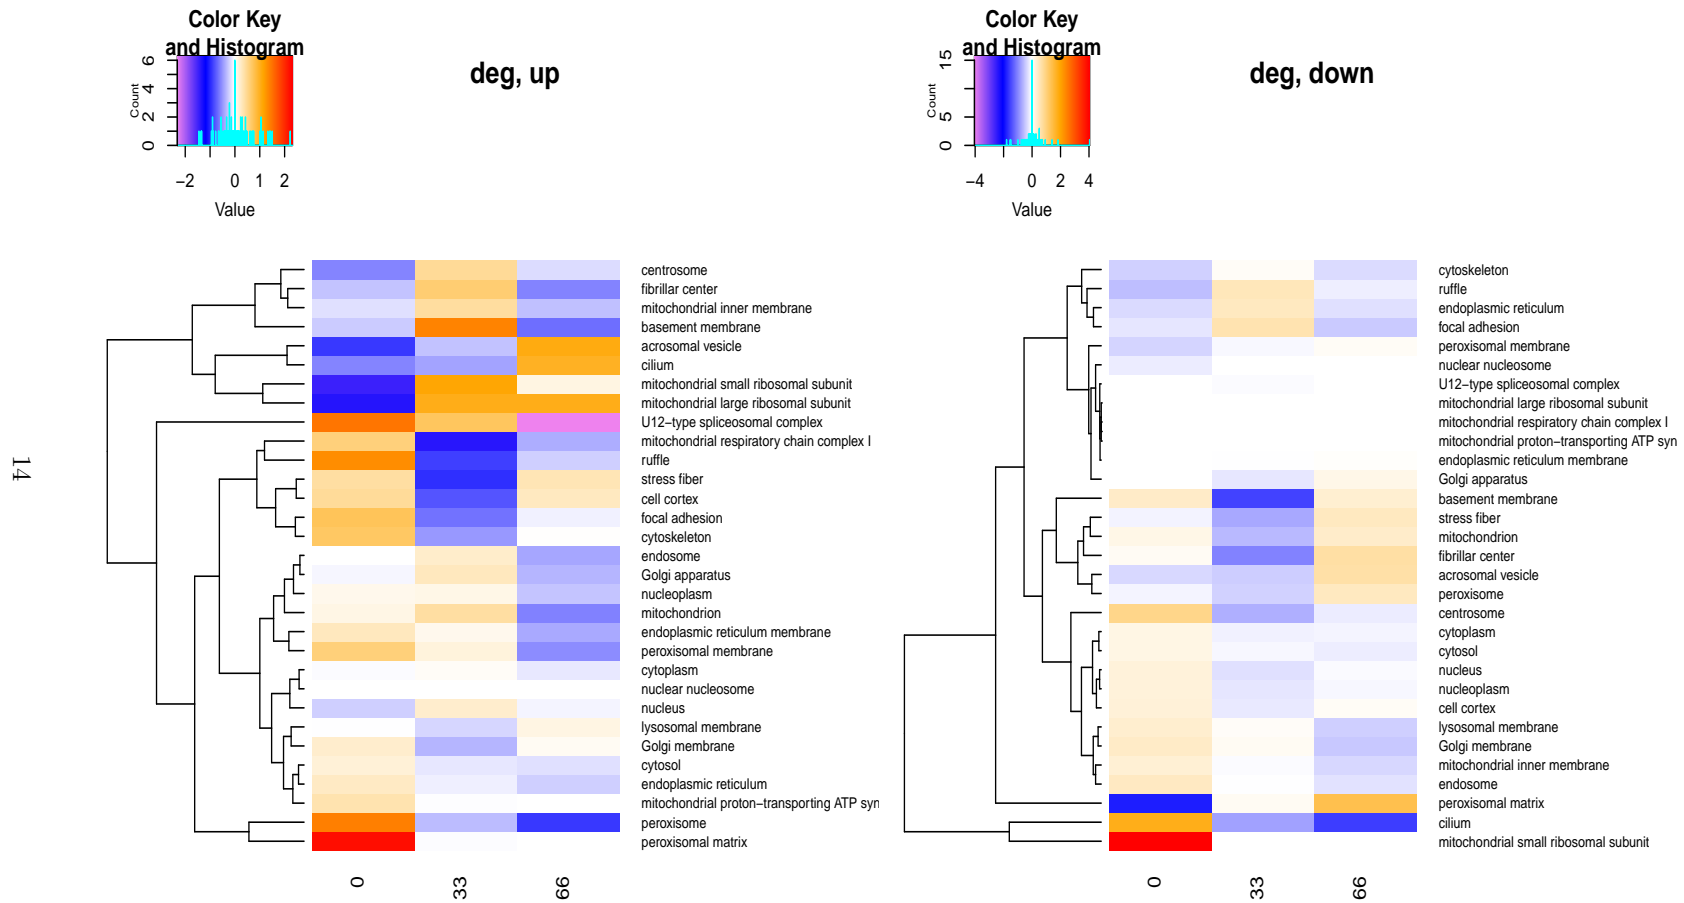 Color Key
and Histogram
Count
0 2 4 6
−2 0 1 2
Value
deg, up
centrosome
fibrillar center
mitochondrial inner membrane
basement membrane
acrosomal vesicle
cilium
mitochondrial small ribosomal subunit
mitochondrial large ribosomal subunit
U12−type spliceosomal complex
mitochondrial respiratory chain complex I
ruffle
stress fiber
cell cortex
focal adhesion
cytoskeleton
endosome
Golgi apparatus
nucleoplasm
mitochondrion
endoplasmic reticulum membrane
peroxisomal membrane
cytoplasm
nuclear nucleosome
nucleus
lysosomal membrane
Golgi membrane
cytosol
endoplasmic reticulum
mitochondrial proton−transporting ATP syn
peroxisome
peroxisomal matrix
0 33 66
Color Key
and Histogram
Count
0 5 15
−4 0 2 4
Value
deg, down
cytoskeleton
ruffle
endoplasmic reticulum
focal adhesion
peroxisomal membrane
nuclear nucleosome
U12−type spliceosomal complex
mitochondrial large ribosomal subunit
mitochondrial respiratory chain complex I
mitochondrial proton−transporting ATP syn
endoplasmic reticulum membrane
Golgi apparatus
basement membrane
stress fiber
mitochondrion
fibrillar center
acrosomal vesicle
peroxisome
centrosome
cytoplasm
cytosol
nucleus
nucleoplasm
cell cortex
lysosomal membrane
Golgi membrane
mitochondrial inner membrane
endosome
peroxisomal matrix
cilium
mitochondrial small ribosomal subunit
0 33 66
14